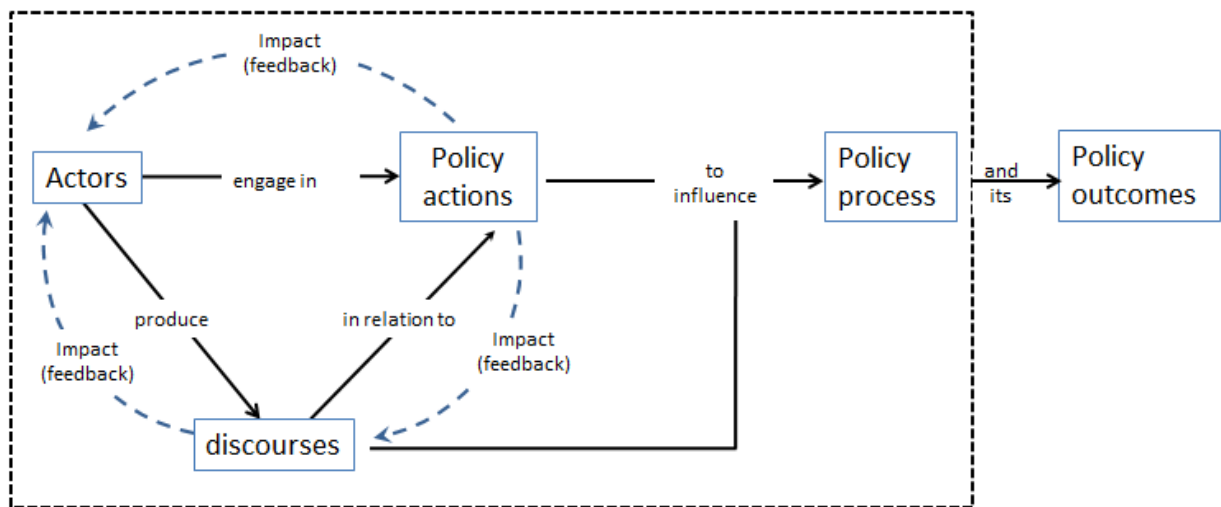 Impact
(feedback)
Actors
engage in
Policy
actions
to
influence
Policy
process
and
its
Policy
outcomes
produce
in relation to
Impact
(feedback)
Impact
(feedback)
discourses